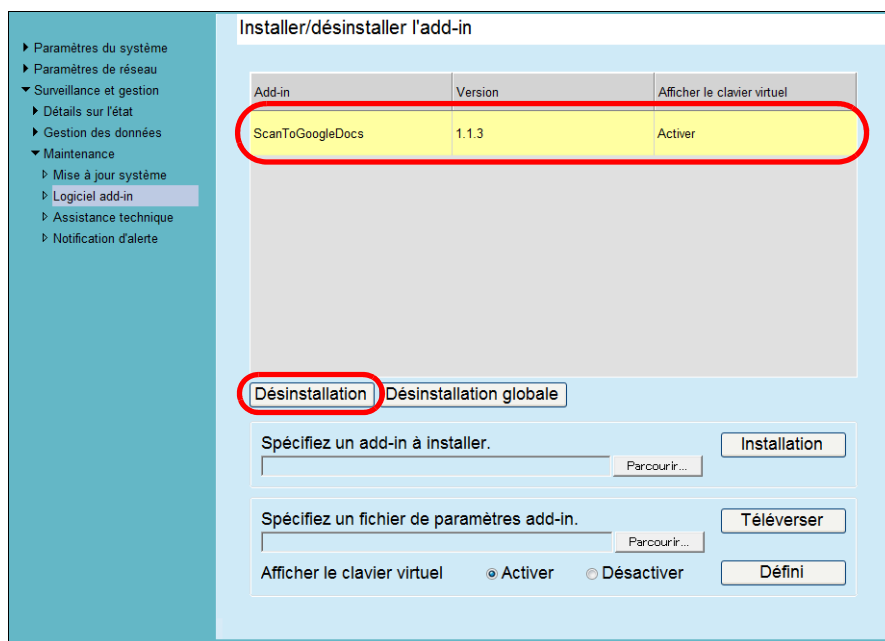 Installer/désinstaller l'add-in
Paramètres du système
Paramètres de réseau
Surveillance et gestion
Détails sur l'état
Gestion des données
Maintenance
Mise à jour système
Logiciel add-in
Assistance technique
Notification d'alerte
Add-in Version Afficher le clavier virtuel
ScanToGoogleDocs 1.1.3 Activer
Désinstallation Désinstallation globale
Spécifiez un add-in à installer. Installation
Parcourir...
Spécifiez un fichier de paramètres add-in. Téléverser
Parcourir...
Afficher le clavier virtuel Activer Désactiver Défini